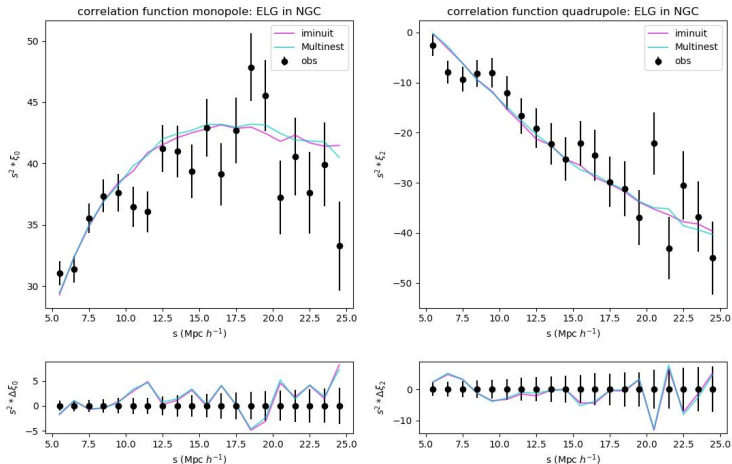 correlation function monopole: ELG in NGC
iminuit
Multinest
obs
50
45
40
35
30
s² * ξ₀
5.0 7.5 10.0 12.5 15.0 17.5 20.0 22.5 25.0
s (Mpc h⁻¹)
5
0
−5
s² * Δξ₀
5.0 7.5 10.0 12.5 15.0 17.5 20.0 22.5 25.0
s (Mpc h⁻¹)
correlation function quadrupole: ELG in NGC
iminuit
Multinest
obs
0
−10
−20
−30
−40
−50
s² * ξ₂
5.0 7.5 10.0 12.5 15.0 17.5 20.0 22.5 25.0
s (Mpc h⁻¹)
0
−10
s² * Δξ₂
5.0 7.5 10.0 12.5 15.0 17.5 20.0 22.5 25.0
s (Mpc h⁻¹)